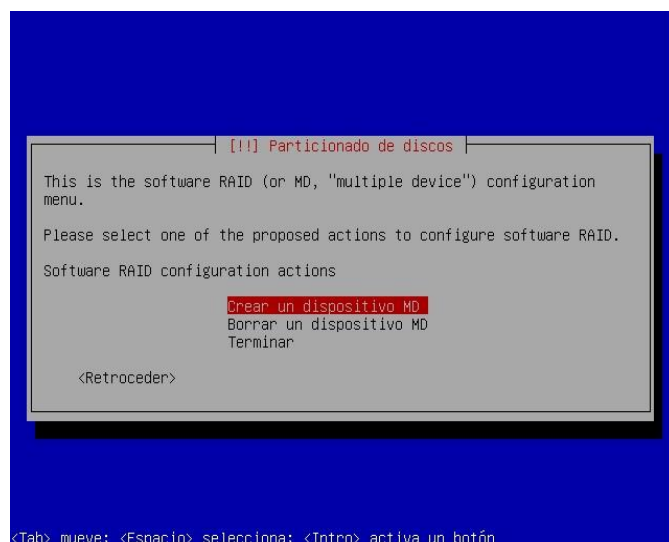 [!!] Particionado de discos
This is the software RAID (or MD, "multiple device") configuration
menu.
Please select one of the proposed actions to configure software RAID.
Software RAID configuration actions
Crear un dispositivo MD
Borrar un dispositivo MD
Terminar
<Retroceder>
<Tab> mueve; <Espacio> selecciona; <Intro> activa un botón